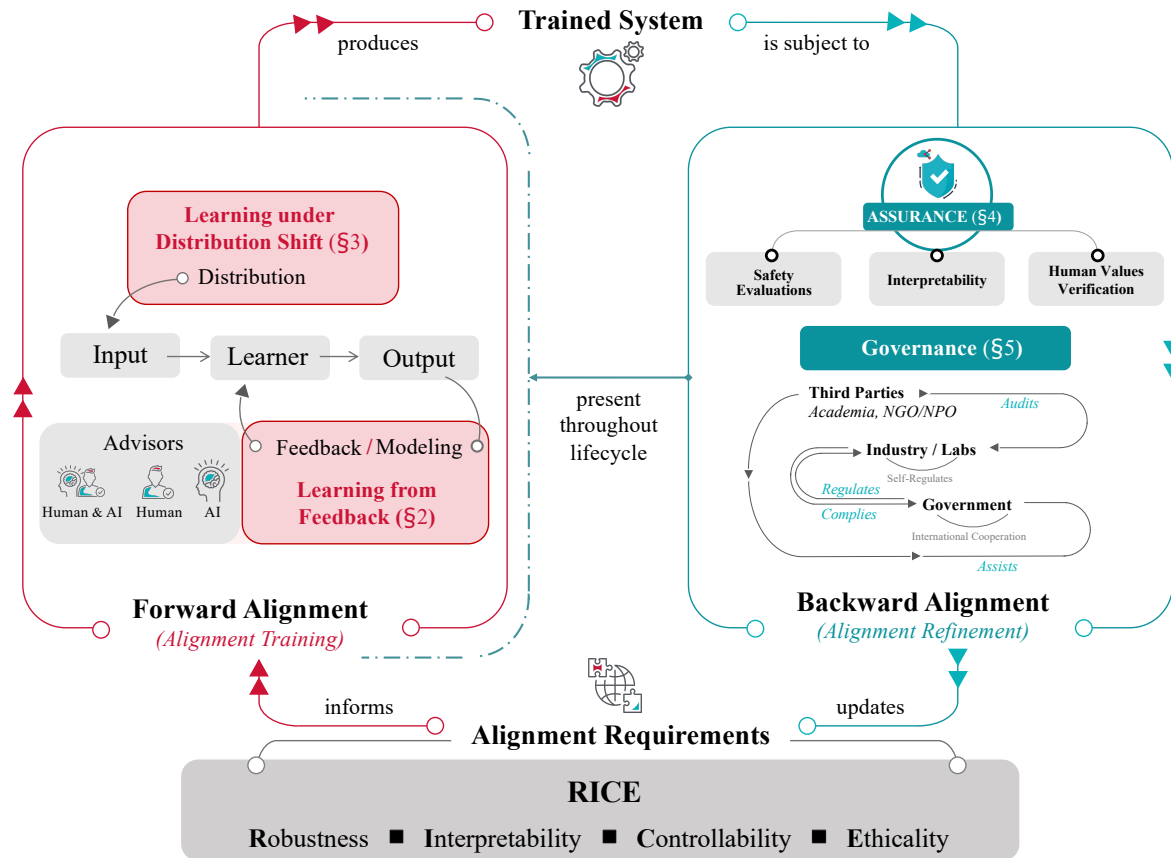 Trained System
produces
is subject to
Learning under
Distribution Shift (§3)
Distribution
Input
Learner
Output
Advisors
Human & AI
Human
AI
Feedback / Modeling
Learning from
Feedback (§2)
Forward Alignment
(Alignment Training)
present
throughout
lifecycle
ASSURANCE (§4)
Safety
Evaluations
Interpretability
Human Values
Verification
Governance (§5)
Third Parties
Academia, NGO/NPO
Audits
Industry / Labs
Self-Regulates
Regulates
Complies
Government
International Cooperation
Assists
Backward Alignment
(Alignment Refinement)
informs
updates
Alignment Requirements
RICE
Robustness ■ Interpretability ■ Controllability ■ Ethicality